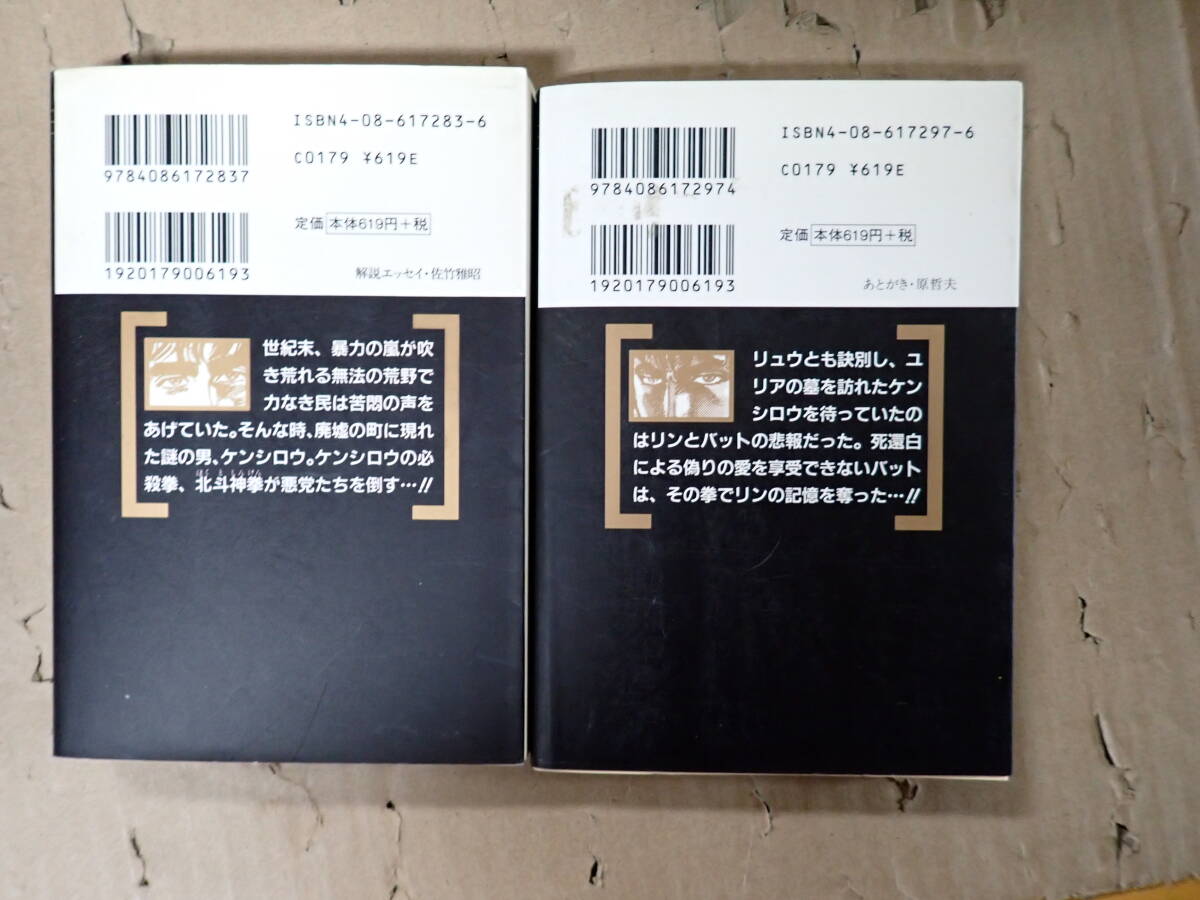 ISBN4-08-617283-6
C0179 ¥619E
9784086172837
定価 本体619円+税
1920179006193
解説エッセイ・佐竹雅昭
世紀末、暴力の嵐が吹
き荒れる無法の荒野で
力なき民は苦悶の声を
あげていた。そんな時、廃墟の町に現れ
た謎の男、ケンシロウ。ケンシロウの必
ほくとしんけん
殺拳、北斗神拳が悪党たちを倒す…!!
ISBN4-08-617297-6
C0179 ¥619E
9784086172974
定価 本体619円+税
1920179006193
あとがき・原哲夫
リュウとも訣別し、ユ
リアの墓を訪れたケン
シロウを待っていたの
はリンとバットの悲報だった。死還白
による偽りの愛を享受できないバット
は、その拳でリンの記憶を奪った…!!